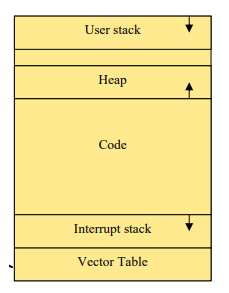 User stack
Heap
Code
Interrupt stack
Vector Table